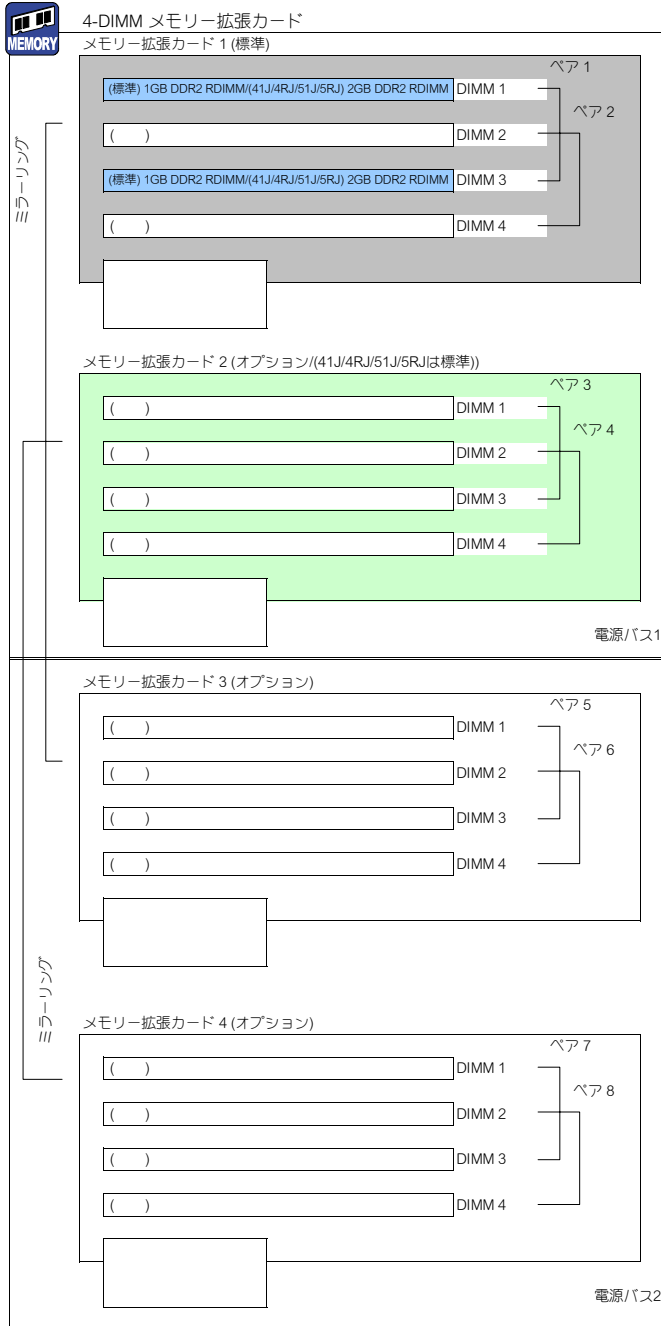 MEMORY
4-DIMM メモリー拡張カード
メモリー拡張カード 1 (標準)
ペア 1
(標準) 1GB DDR2 RDIMM/(41J/4RJ/51J/5RJ) 2GB DDR2 RDIMM DIMM 1
ペア 2
( ) DIMM 2
(標準) 1GB DDR2 RDIMM/(41J/4RJ/51J/5RJ) 2GB DDR2 RDIMM DIMM 3
( ) DIMM 4
ミラーリング
メモリー拡張カード 2 (オプション/(41J/4RJ/51J/5RJは標準))
ペア 3
( ) DIMM 1
ペア 4
( ) DIMM 2
( ) DIMM 3
( ) DIMM 4
電源バス1
メモリー拡張カード 3 (オプション)
ペア 5
( ) DIMM 1
ペア 6
( ) DIMM 2
( ) DIMM 3
( ) DIMM 4
ミラーリング
メモリー拡張カード 4 (オプション)
ペア 7
( ) DIMM 1
ペア 8
( ) DIMM 2
( ) DIMM 3
( ) DIMM 4
電源バス2